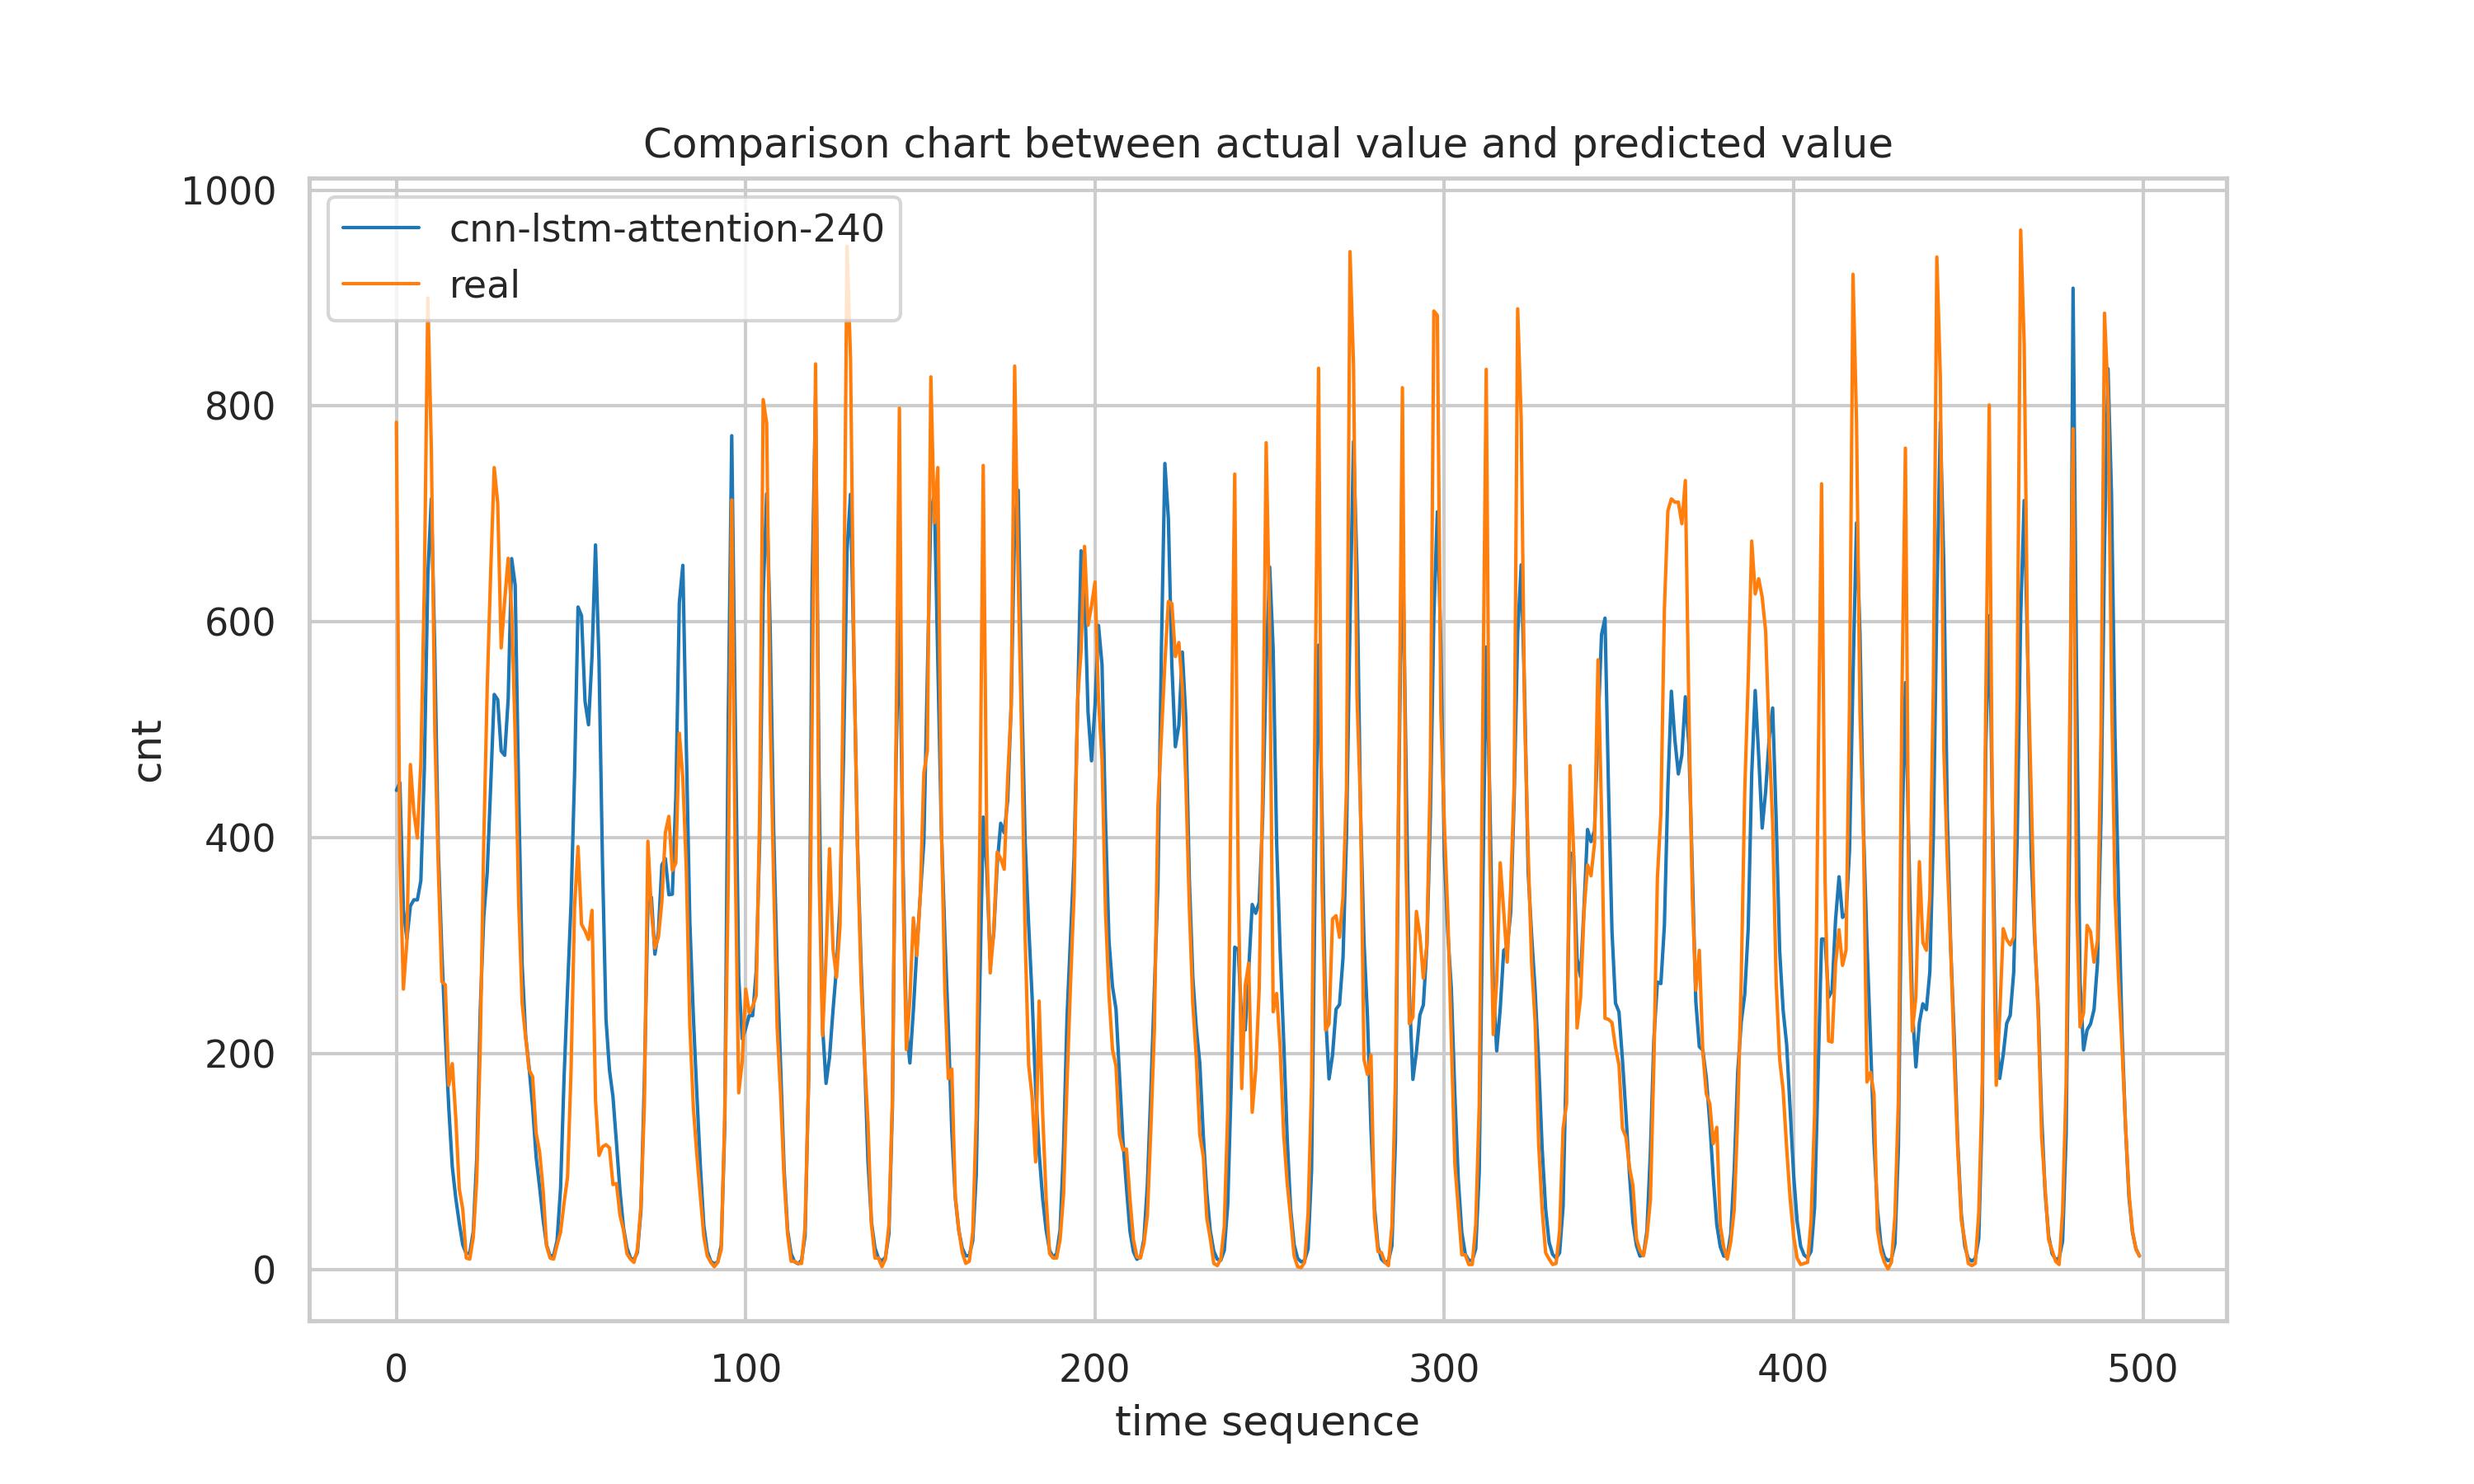 Comparison chart between actual value and predicted value
1000
800
600
400
200
0
cnt
cnn-lstm-attention-240
real
0 100 200 300 400 500
time sequence